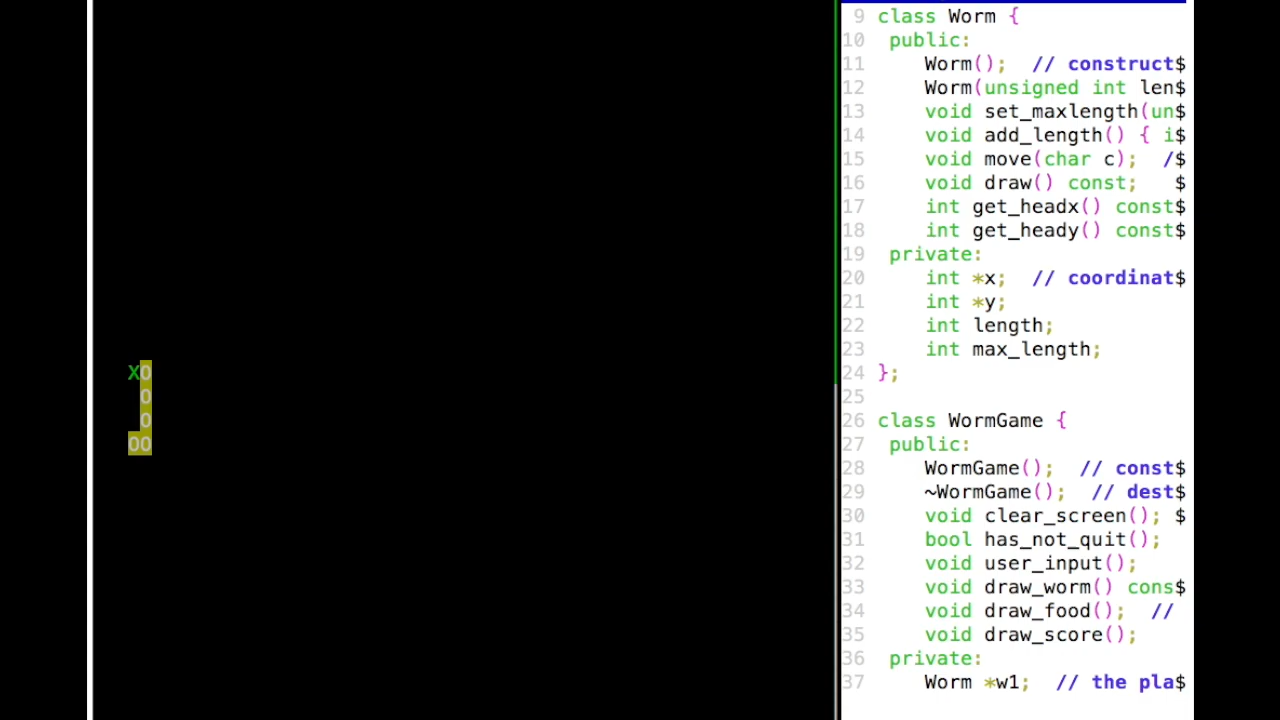 XO
O
O
OO
9 class Worm {
10 public:
11 Worm(); // construct$
12 Worm(unsigned int len$
13 void set_maxlength(un$
14 void add_length() { i$
15 void move(char c); /$
16 void draw() const; $
17 int get_headx() const$
18 int get_heady() const$
19 private:
20 int *x; // coordinat$
21 int *y;
22 int length;
23 int max_length;
24 };
25
26 class WormGame {
27 public:
28 WormGame(); // const$
29 ~WormGame(); // dest$
30 void clear_screen(); $
31 bool has_not_quit();
32 void user_input();
33 void draw_worm() cons$
34 void draw_food(); //
35 void draw_score();
36 private:
37 Worm *w1; // the pla$